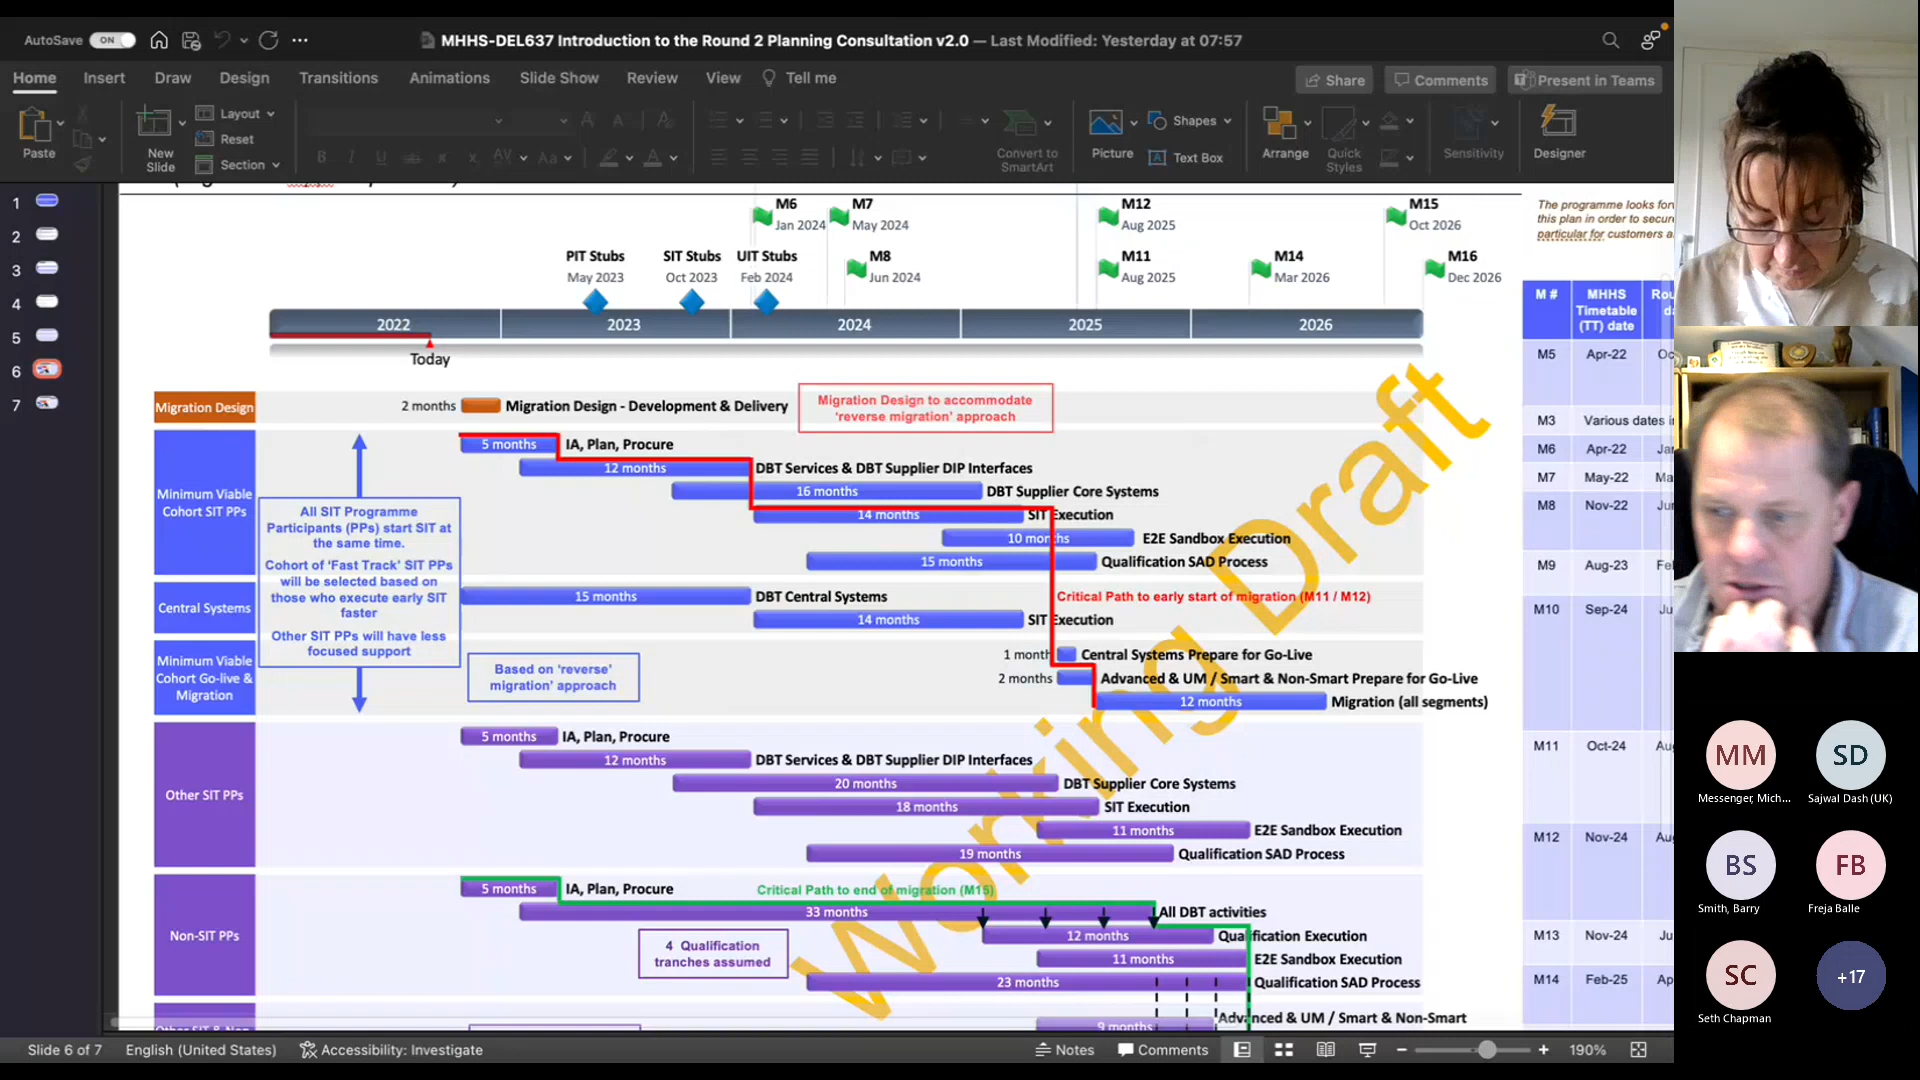 AutoSave ON
MHHS-DEL637 Introduction to the Round 2 Planning Consultation v2.0 — Last Modified: Yesterday at 07:57
Home Insert Draw Design Transitions Animations Slide Show Review View Tell me
Share Comments Present in Teams
Paste
New
Slide
Layout
Reset
Section
Convert to
SmartArt
Picture
Shapes
Text Box
Arrange
Quick
Styles
Sensitivity
Designer
1
2
3
4
5
6
7
M6
Jan 2024
M7
May 2024
M12
Aug 2025
M15
Oct 2026
PIT Stubs
May 2023
SIT Stubs
Oct 2023
UIT Stubs
Feb 2024
M8
Jun 2024
M11
Aug 2025
M14
Mar 2026
M16
Dec 2026
2022 2023 2024 2025 2026
Today
Migration Design
2 months
Migration Design - Development & Delivery
Migration Design to accommodate
‘reverse migration’ approach
Minimum Viable
Cohort SIT PPs
5 months IA, Plan, Procure
12 months DBT Services & DBT Supplier DIP Interfaces
16 months DBT Supplier Core Systems
14 months SIT Execution
10 months E2E Sandbox Execution
15 months Qualification SAD Process
All SIT Programme
Participants (PPs) start SIT at
the same time.
Cohort of ‘Fast Track’ SIT PPs
will be selected based on
those who execute early SIT
faster
Other SIT PPs will have less
focused support
Central Systems
15 months DBT Central Systems
Critical Path to early start of migration (M11 / M12)
14 months SIT Execution
Minimum Viable
Cohort Go-live &
Migration
Based on ‘reverse’
migration’ approach
1 month Central Systems Prepare for Go-Live
2 months Advanced & UM / Smart & Non-Smart Prepare for Go-Live
12 months Migration (all segments)
Other SIT PPs
5 months IA, Plan, Procure
12 months DBT Services & DBT Supplier DIP Interfaces
20 months DBT Supplier Core Systems
18 months SIT Execution
11 months E2E Sandbox Execution
19 months Qualification SAD Process
Non-SIT PPs
5 months IA, Plan, Procure
Critical Path to end of migration (M15)
33 months All DBT activities
12 months Qualification Execution
11 months E2E Sandbox Execution
23 months Qualification SAD Process
4 Qualification
tranches assumed
9 months Advanced & UM / Smart & Non-Smart
Working Draft
The programme looks
this plan in order to secure
particular for customers
M # MHHS
Timetable
(TT) date
M5 Apr-22
M3 Various dates
M6 Apr-22
M7 May-22
M8 Nov-22
M9 Aug-23
M10 Sep-24
M11 Oct-24
M12 Nov-24
M13 Nov-24
M14 Feb-25
MM
Messenger, Mich...
SD
Sajwal Dash (UK)
BS
Smith, Barry
FB
Freja Balle
SC
Seth Chapman
+17
Slide 6 of 7 English (United States) Accessibility: Investigate
Notes Comments 190%